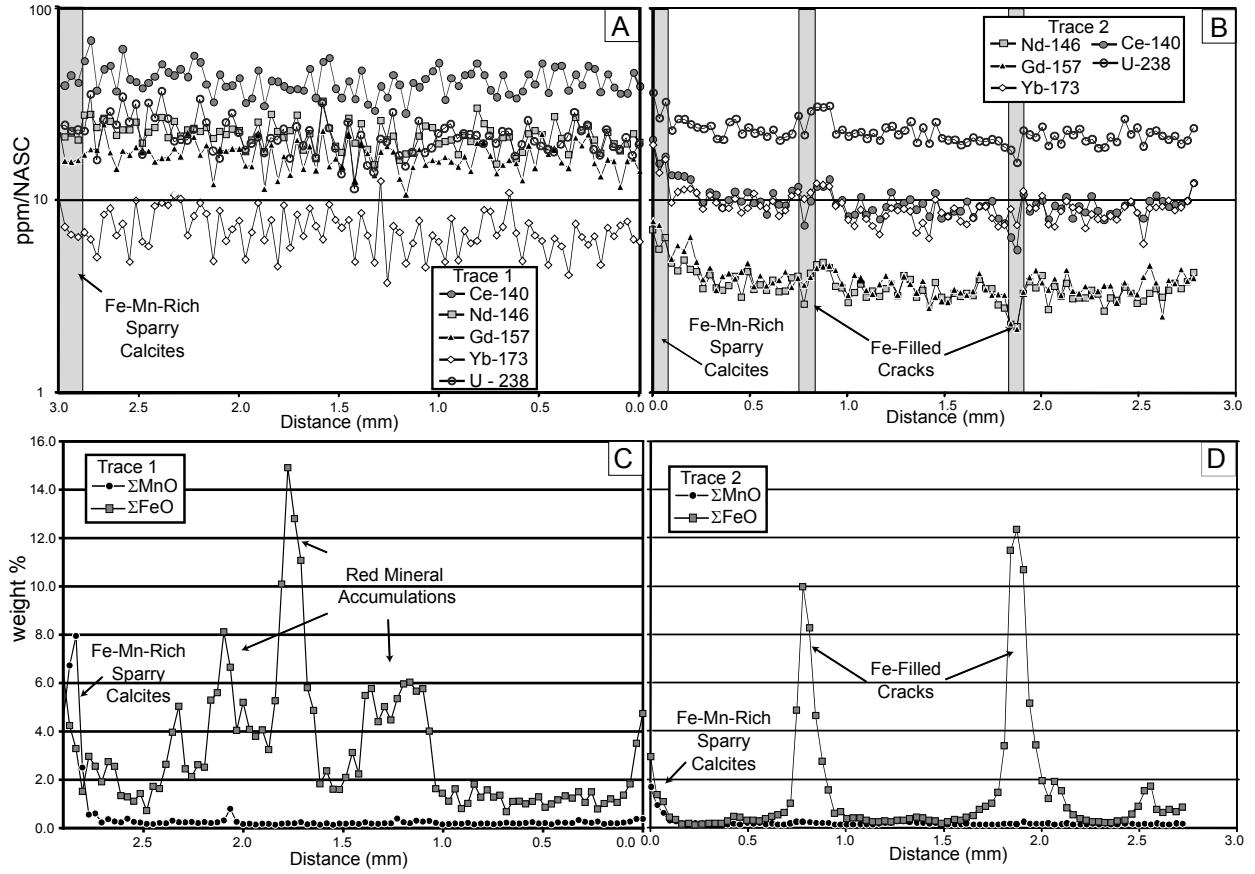 A
100
10
1
ppm/NASC
Fe-Mn-Rich
Sparry
Calcites
Trace 1
Ce-140
Nd-146
Gd-157
Yb-173
U - 238
3.0 2.5 2.0 1.5 1.0 0.5 0.0
Distance (mm)
B
Trace 2
Nd-146 Ce-140
Gd-157 U-238
Yb-173
Fe-Mn-Rich
Sparry
Calcites
Fe-Filled
Cracks
0.0 0.5 1.0 1.5 2.0 2.5 3.0
Distance (mm)
C
16.0
14.0
12.0
10.0
8.0
6.0
4.0
2.0
0.0
weight %
Trace 1
ΣMnO
ΣFeO
Red Mineral
Accumulations
Fe-Mn-Rich
Sparry
Calcites
2.5 2.0 1.5 1.0 0.5 0.0
Distance (mm)
D
Trace 2
ΣMnO
ΣFeO
Fe-Filled
Cracks
Fe-Mn-Rich
Sparry
Calcites
0.0 0.5 1.0 1.5 2.0 2.5 3.0
Distance (mm)